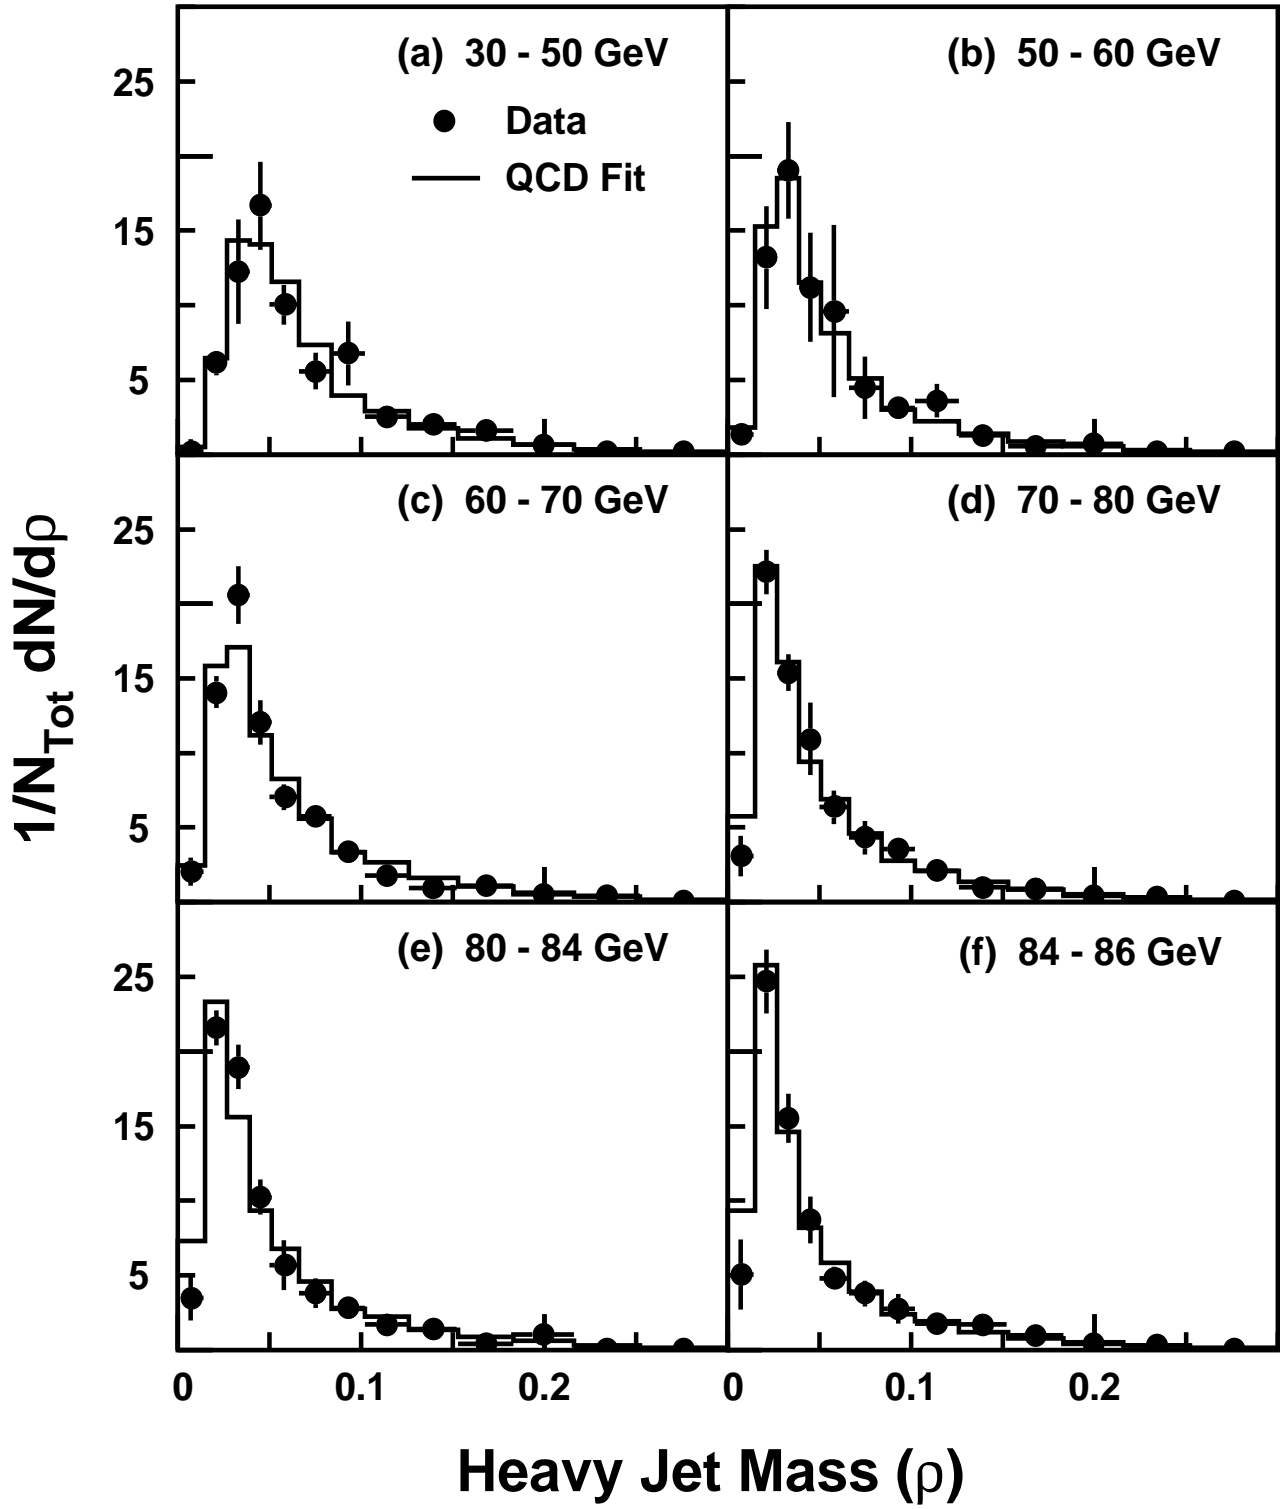 (a) 30 - 50 GeV
(b) 50 - 60 GeV
Data
QCD Fit
25
15
5
(c) 60 - 70 GeV
(d) 70 - 80 GeV
25
15
5
1/N_Tot dN/dρ
(e) 80 - 84 GeV
(f) 84 - 86 GeV
25
15
5
0 0.1 0.2 0 0.1 0.2
Heavy Jet Mass (ρ)